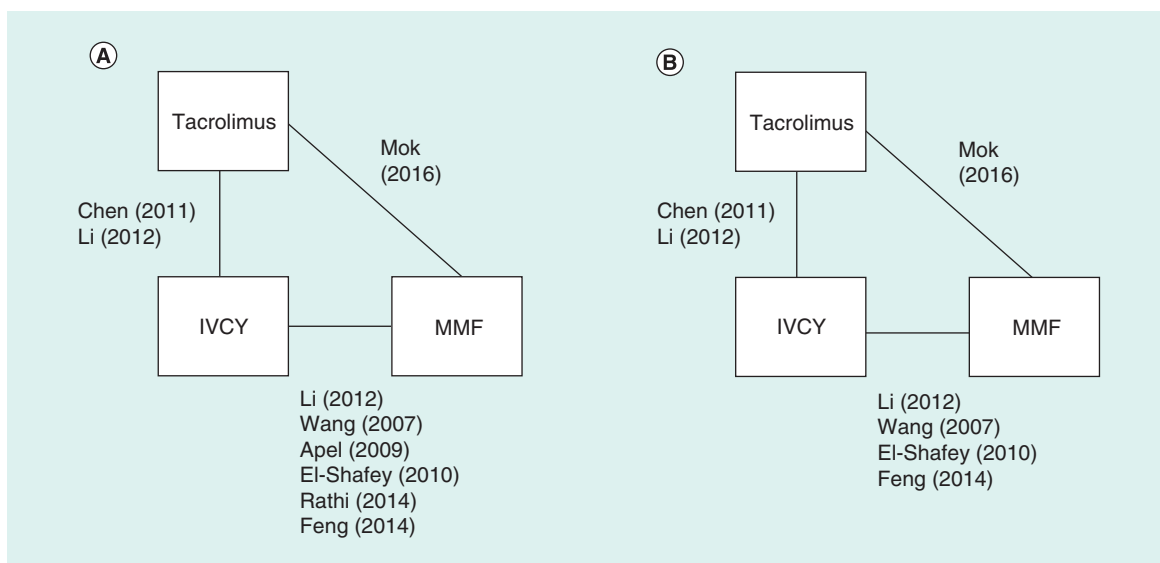 A
Tacrolimus
Mok
(2016)
Chen (2011)
Li (2012)
IVCY
MMF
Li (2012)
Wang (2007)
Apel (2009)
El-Shafey (2010)
Rathi (2014)
Feng (2014)
B
Tacrolimus
Mok
(2016)
Chen (2011)
Li (2012)
IVCY
MMF
Li (2012)
Wang (2007)
El-Shafey (2010)
Feng (2014)